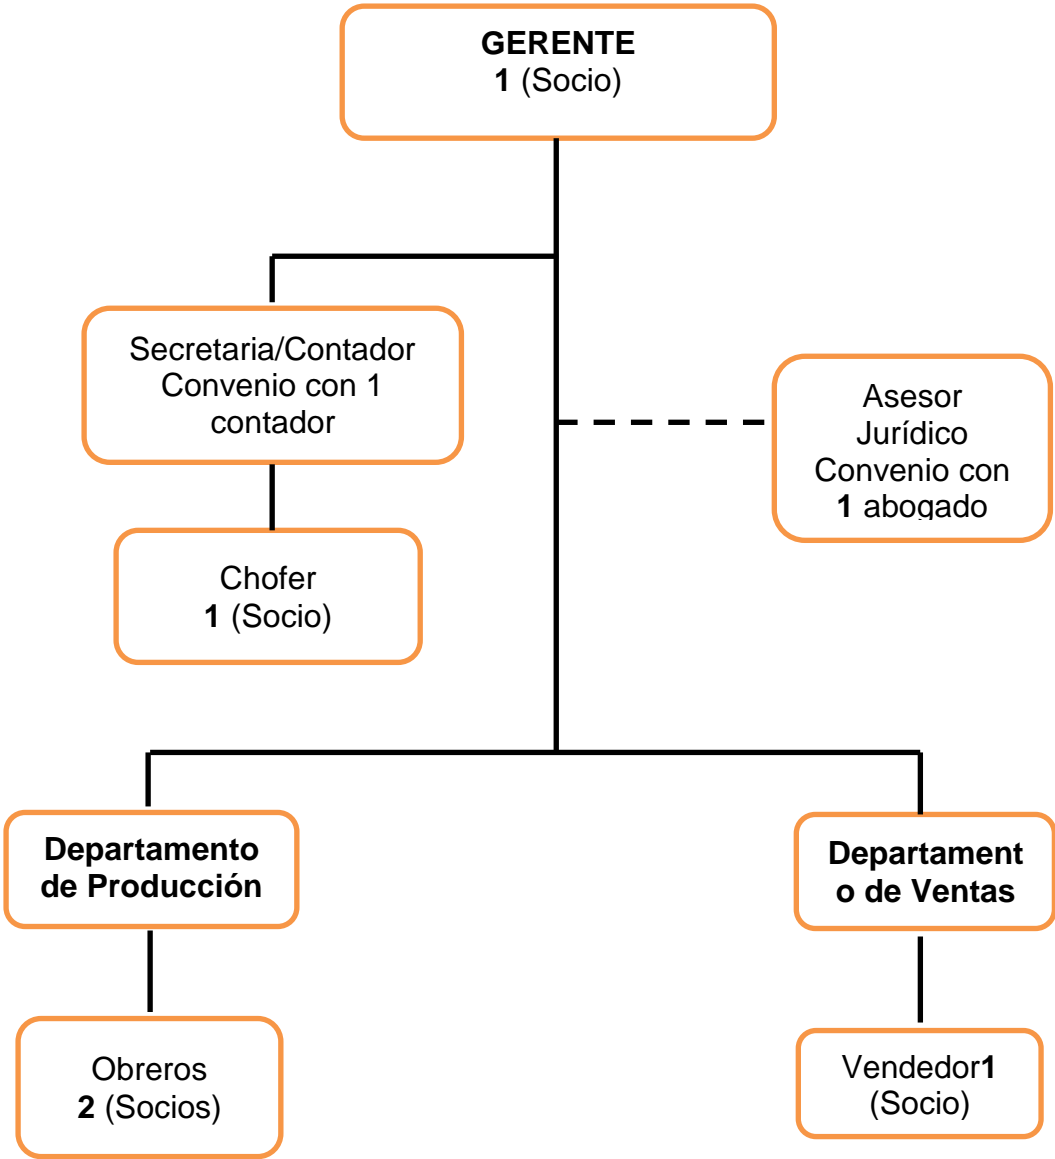 GERENTE
1 (Socio)
Secretaria/Contador
Convenio con 1
contador
Asesor
Jurídico
Convenio con
1 abogado
Chofer
1 (Socio)
Departamento
de Producción
Departament
o de Ventas
Obreros
2 (Socios)
Vendedor1
(Socio)